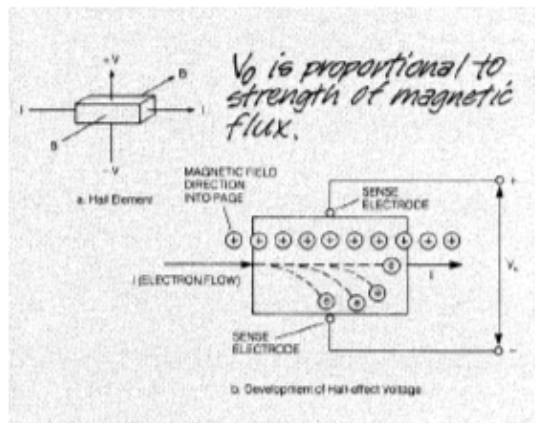 V₀ is proportional to
strength of magnetic
flux.
+V
B
I
I
B
-V
a. Hall Element
MAGNETIC FIELD
DIRECTION
INTO PAGE
SENSE
ELECTRODE
I (ELECTRON FLOW)
I
+
−
SENSE
ELECTRODE
b. Development of Hall-effect Voltage